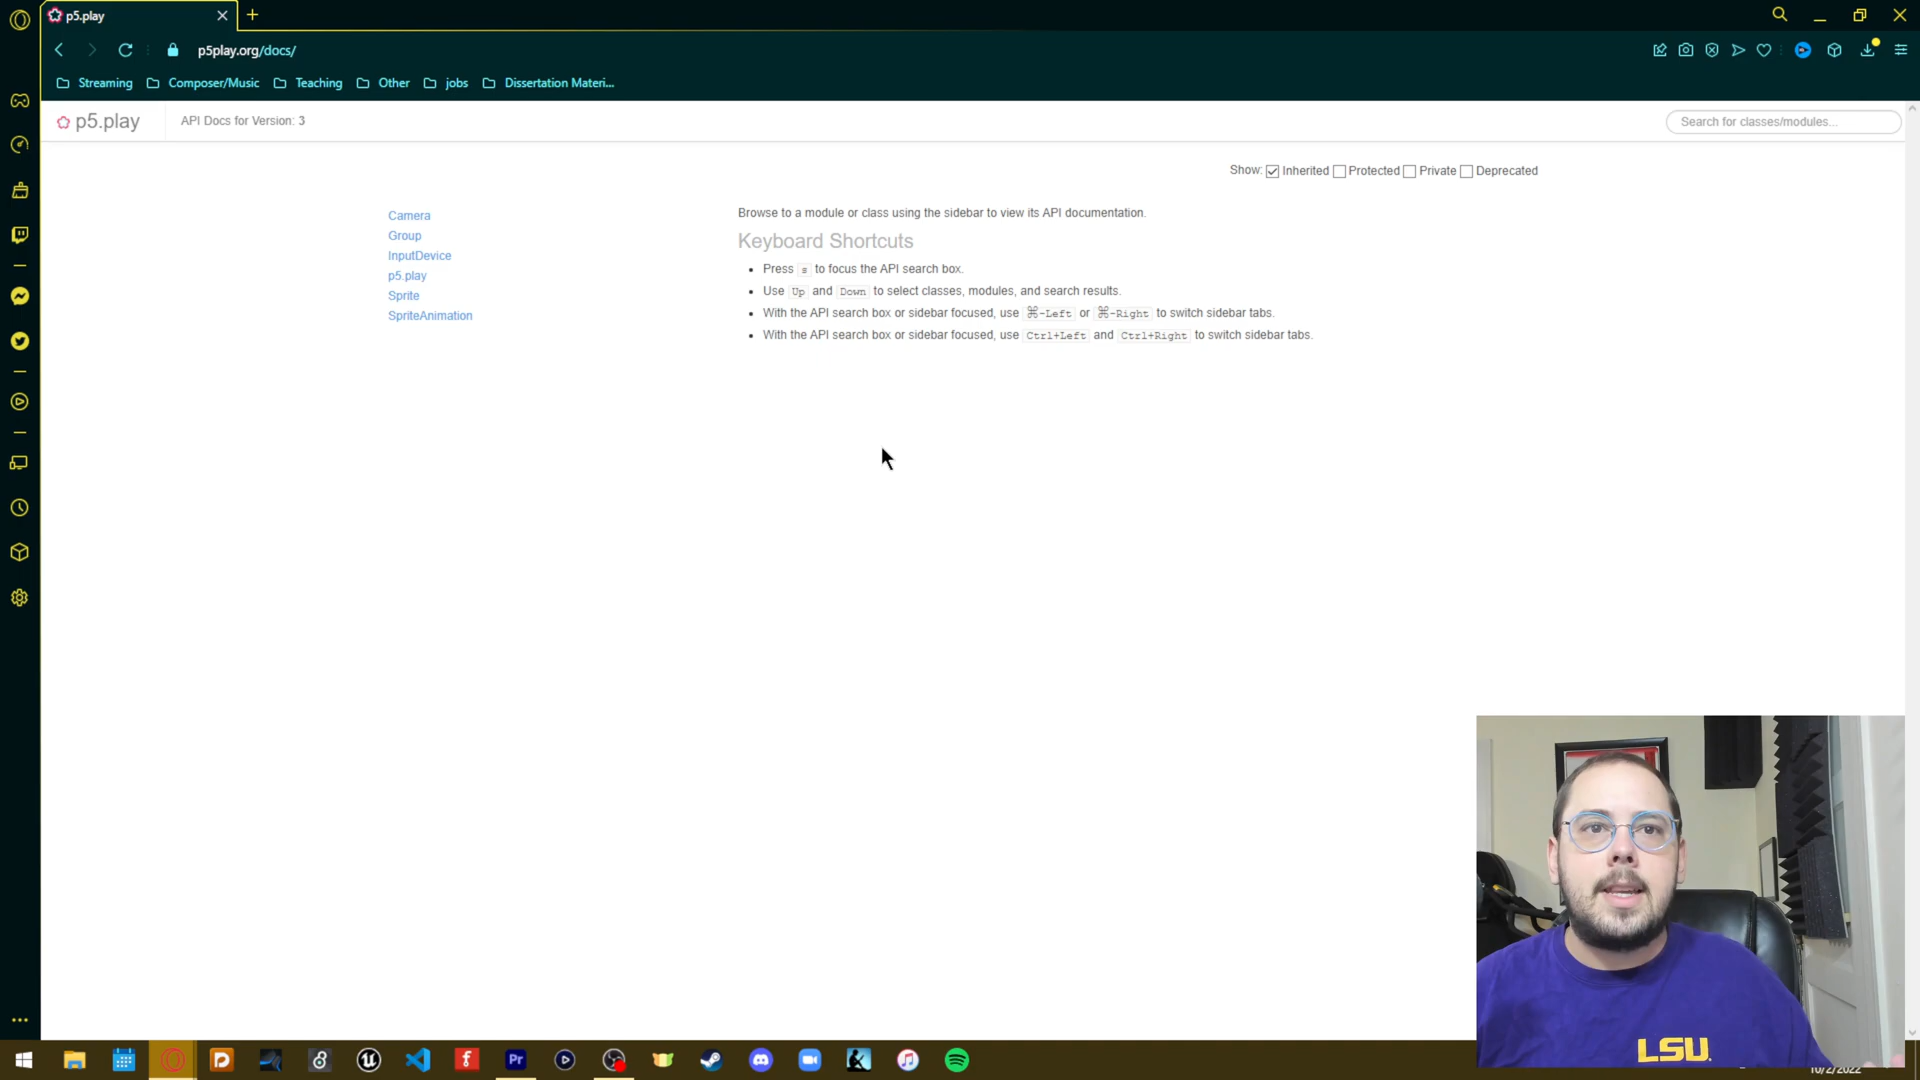 p5.play
p5play.org/docs/
Streaming
Composer/Music
Teaching
Other
jobs
Dissertation Materi...
p5.play
API Docs for Version: 3
Search for classes/modules...
Show: Inherited Protected Private Deprecated
Camera
Group
InputDevice
p5.play
Sprite
SpriteAnimation
Browse to a module or class using the sidebar to view its API documentation.
Keyboard Shortcuts
Press s to focus the API search box.
Use Up and Down to select classes, modules, and search results.
With the API search box or sidebar focused, use ⌘-Left or ⌘-Right to switch sidebar tabs.
With the API search box or sidebar focused, use Ctrl+Left and Ctrl+Right to switch sidebar tabs.
LSU
Pr
10/2/2022